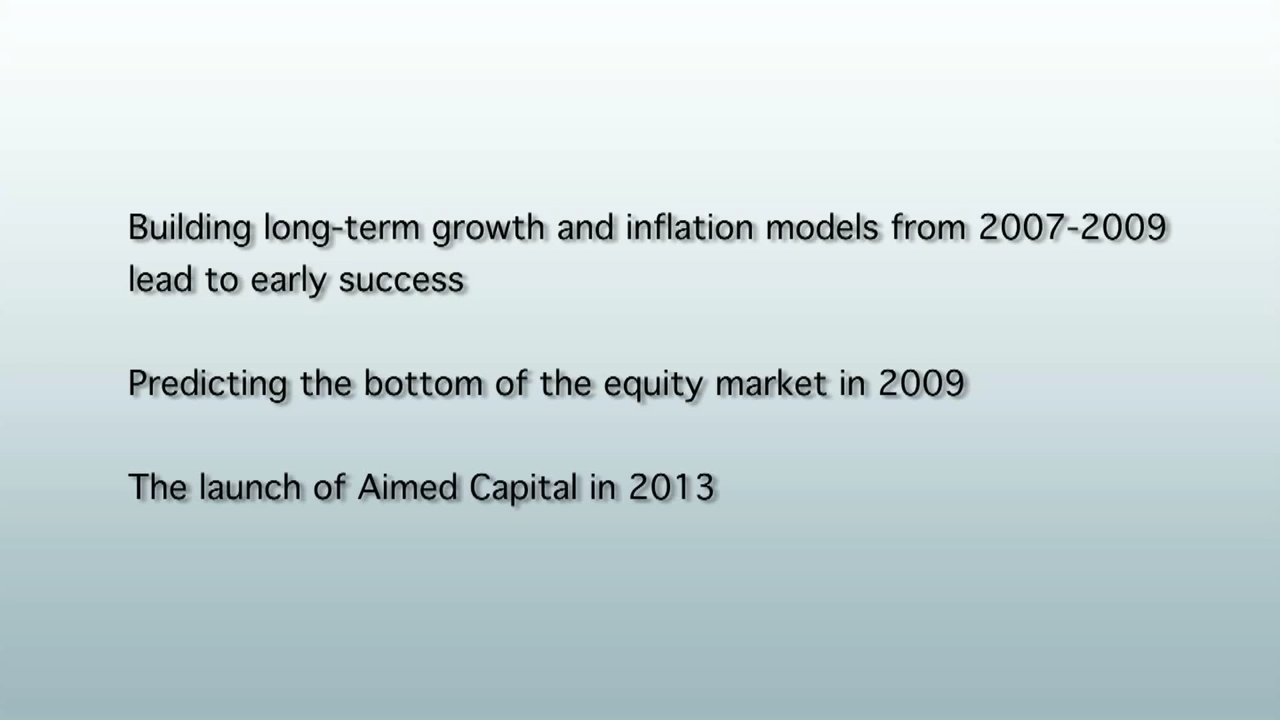 Building long-term growth and inflation models from 2007-2009
lead to early success
Predicting the bottom of the equity market in 2009
The launch of Aimed Capital in 2013